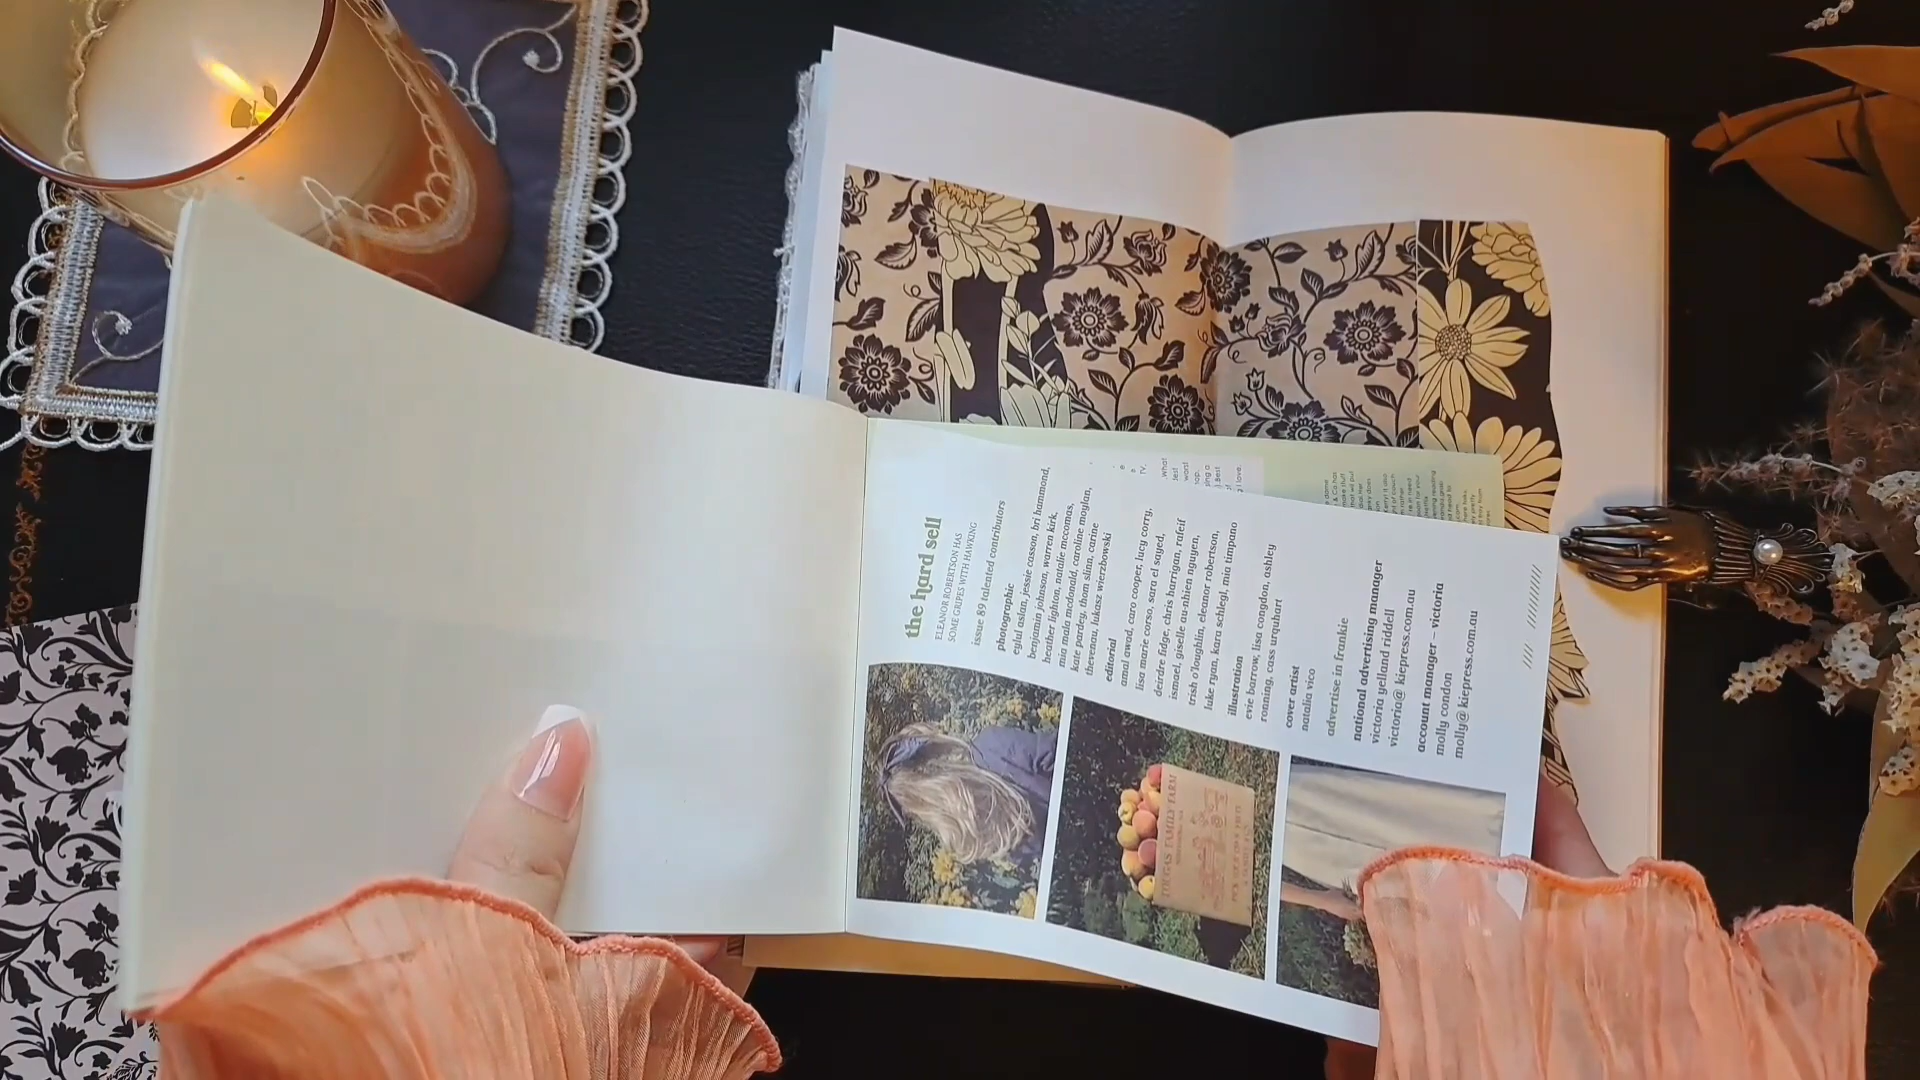 the hard sell
ELEANOR ROBERTSON HAS
SOME GRIPES WITH HAWKING
issue 89 talented contributors
photographic
eylul aslan, jessie casson, bri hammond,
benjamin johnson, warren kirk,
heather lighton, natalie mccomas,
mia mala mcdonald, caroline moylan,
kate pardey, thom slinn, carine
thevenau, lukasz wierzbowski
editorial
amal awad, caro cooper, lucy corry,
lisa marie corso, sara el sayed,
deirdre fidge, chris harrigan, rafeif
ismael, giselle au-nhien nguyen,
trish o'loughlin, eleanor robertson,
luke ryan, kara schlegl, mia timpano
illustration
evie barrow, lisa congdon, ashley
ronning, cass urquhart
cover artist
natalia vico
advertise in frankie
national advertising manager
victoria yelland riddell
victoria@kiepress.com.au
account manager – victoria
molly condon
molly@kiepress.com.au
FAMILY FARM